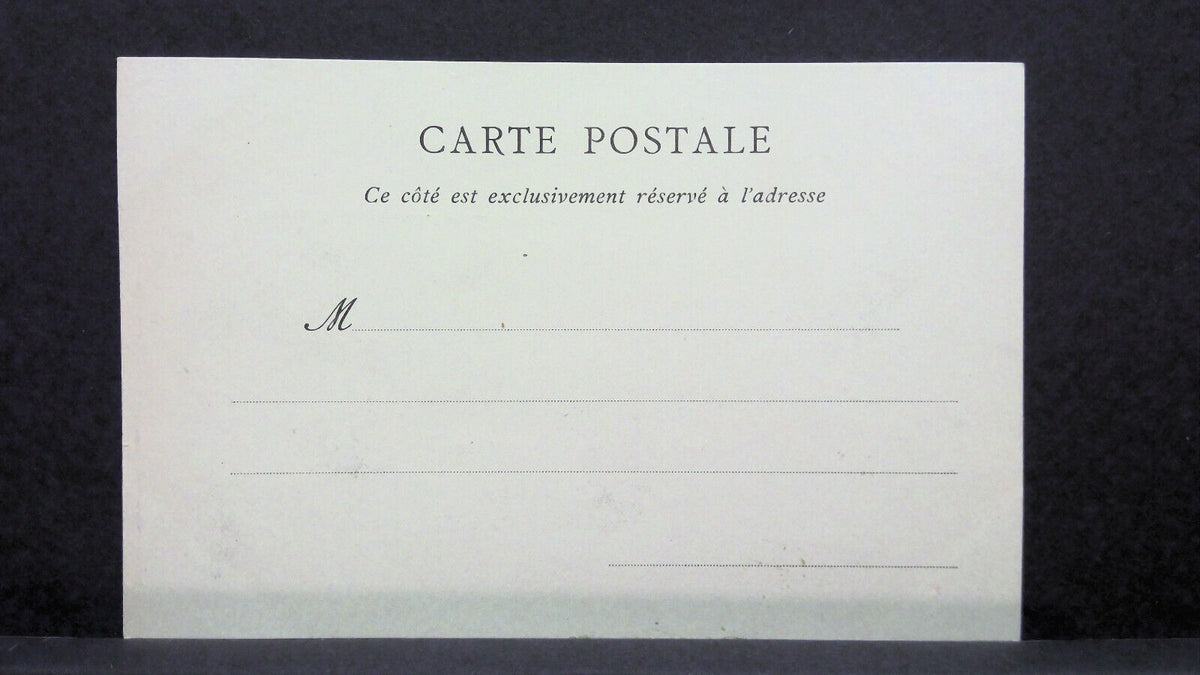 CARTE POSTALE
Ce côté est exclusivement réservé à l'adresse
M